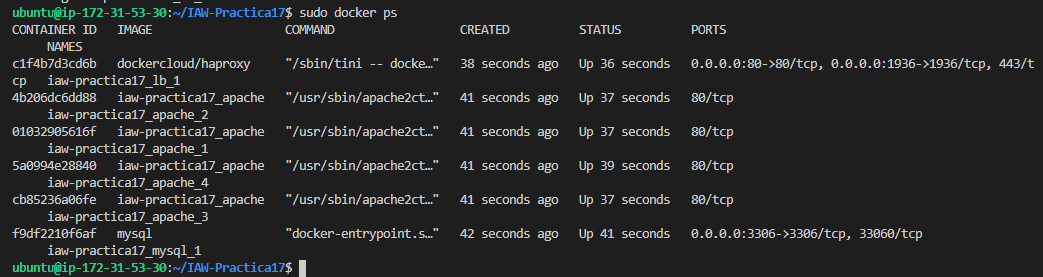 ubuntu@ip-172-31-53-30:~/IAW-Practica17$ sudo docker ps
CONTAINER ID   IMAGE                    COMMAND                  CREATED          STATUS          PORTS
     NAMES
c1f4b7d3cd6b   dockercloud/haproxy      "/sbin/tini -- docke…"   38 seconds ago   Up 36 seconds   0.0.0.0:80->80/tcp, 0.0.0.0:1936->1936/tcp, 443/t
cp   iaw-practica17_lb_1
4b206dc6dd88   iaw-practica17_apache    "/usr/sbin/apache2ct…"   41 seconds ago   Up 37 seconds   80/tcp
     iaw-practica17_apache_2
01032905616f   iaw-practica17_apache    "/usr/sbin/apache2ct…"   41 seconds ago   Up 37 seconds   80/tcp
     iaw-practica17_apache_1
5a0994e28840   iaw-practica17_apache    "/usr/sbin/apache2ct…"   41 seconds ago   Up 39 seconds   80/tcp
     iaw-practica17_apache_4
cb85236a06fe   iaw-practica17_apache    "/usr/sbin/apache2ct…"   41 seconds ago   Up 37 seconds   80/tcp
     iaw-practica17_apache_3
f9df2210f6af   mysql                    "docker-entrypoint.s…"   42 seconds ago   Up 41 seconds   0.0.0.0:3306->3306/tcp, 33060/tcp
     iaw-practica17_mysql_1
ubuntu@ip-172-31-53-30:~/IAW-Practica17$